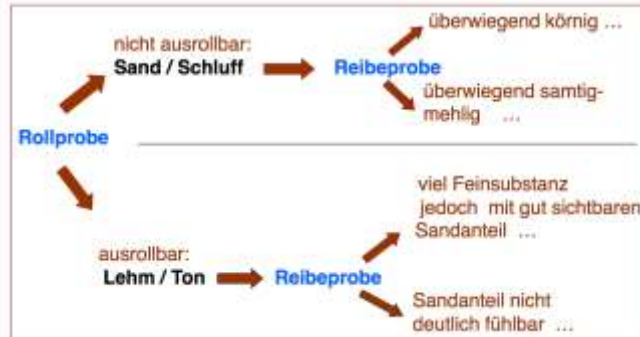 nicht ausrollbar:
Sand / Schluff
Reibeprobe
überwiegend körnig ...
überwiegend samtig-
mehlig ...
Rollprobe
ausrollbar:
Lehm / Ton
Reibeprobe
viel Feinsubstanz
jedoch mit gut sichtbaren
Sandanteil ...
Sandanteil nicht
deutlich fühlbar ...